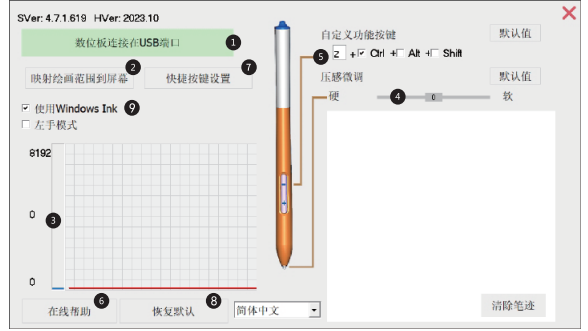 SVer: 4.7.1.619 HVer: 2023.10
数位板连接在USB端口 1
映射绘画范围到屏幕 2
快捷按键设置 7
使用Windows Ink 9
左手模式
8192
0
3
0
在线帮助 6
恢复默认 8
简体中文
自定义功能按键
默认值
5 z + Ctrl + Alt + Shift
压感微调
默认值
硬 4 0 软
清除笔迹